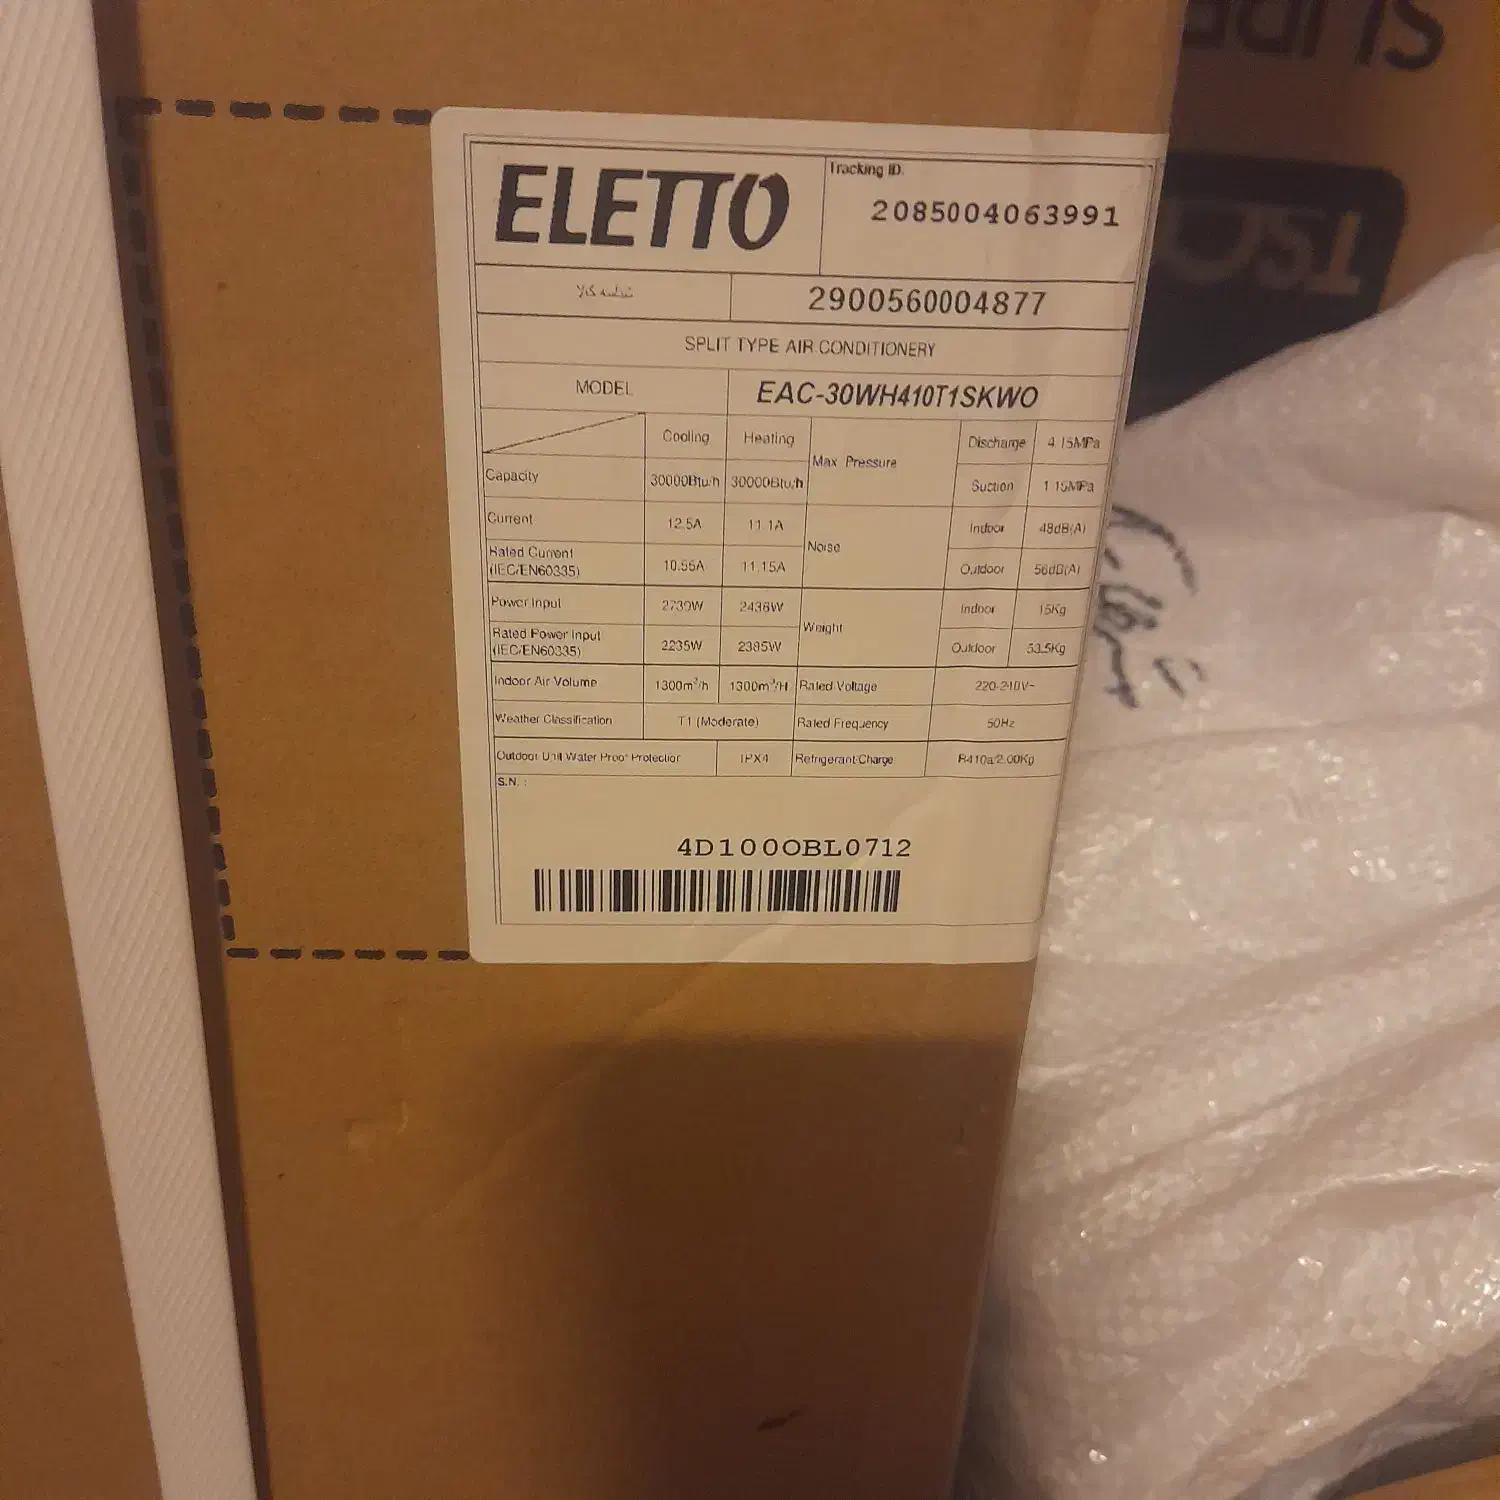 ELETTO
Tracking ID:
2085004063991
شناسه کالا
2900560004877
SPLIT TYPE AIR CONDITIONERY
MODEL EAC-30WH410T1SKWO
Cooling Heating
Max Pressure Discharge 4.15MPa
Capacity 30000Btu/h 30000Btu/h
Suction 1.15MPa
Current 12.5A 11.1A
Noise Indoor 48dB(A)
Rated Current
(IEC/EN60335) 10.55A 11.15A
Outdoor 56dB(A)
Power Input 2730W 2436W
Weight Indoor 15Kg
Rated Power Input
(IEC/EN60335) 2235W 2385W
Outdoor 53.5Kg
Indoor Air Volume 1300m³/h 1300m³/H Rated Voltage 220-240V~
Weather Classification T1 (Moderate) Rated Frequency 50Hz
Outdoor Unit Water Proof Protection IPX4 Refrigerant/Charge R410a/2.00Kg
S.N. :
4D1000BL0712